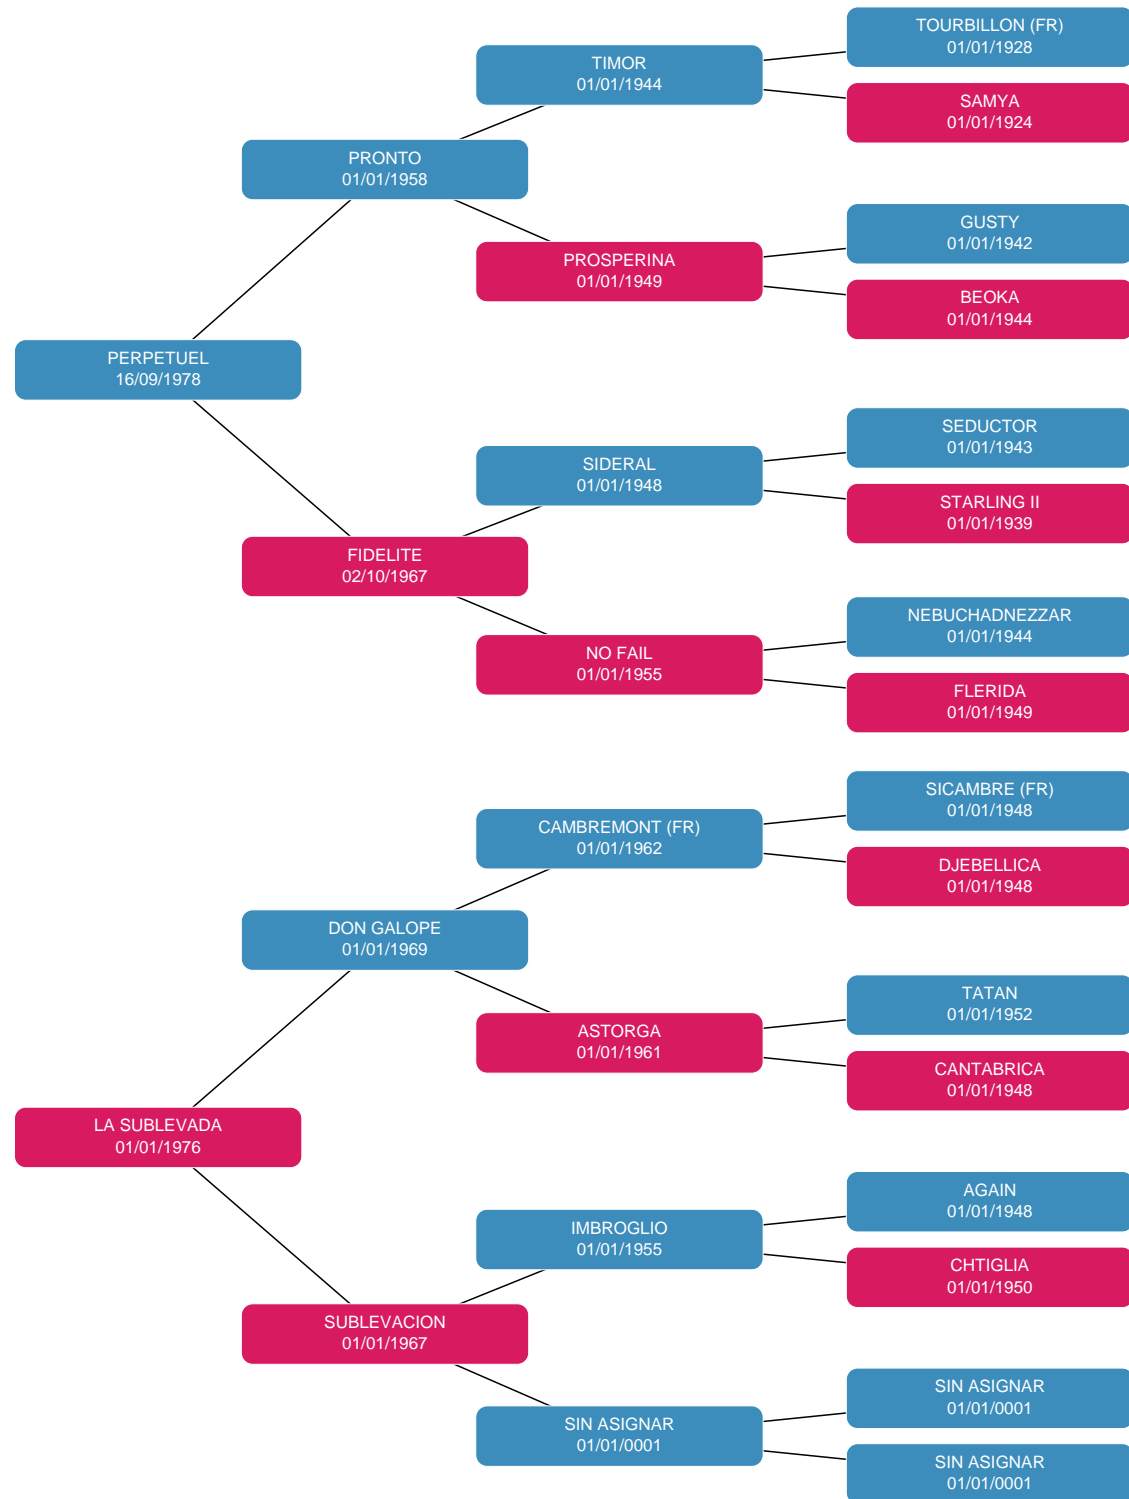 TOURBILLON (FR)
01/01/1928
TIMOR
01/01/1944
SAMYA
01/01/1924
PRONTO
01/01/1958
GUSTY
01/01/1942
PROSPERINA
01/01/1949
BEOKA
01/01/1944
PERPETUEL
16/09/1978
SEDUCTOR
01/01/1943
SIDERAL
01/01/1948
STARLING II
01/01/1939
FIDELITE
02/10/1967
NEBUCHADNEZZAR
01/01/1944
NO FAIL
01/01/1955
FLERIDA
01/01/1949
SICAMBRE (FR)
01/01/1948
CAMBREMONT (FR)
01/01/1962
DJEBELLICA
01/01/1948
DON GALOPE
01/01/1969
TATAN
01/01/1952
ASTORGA
01/01/1961
CANTABRICA
01/01/1948
LA SUBLEVADA
01/01/1976
AGAIN
01/01/1948
IMBROGLIO
01/01/1955
CHTIGLIA
01/01/1950
SUBLEVACION
01/01/1967
SIN ASIGNAR
01/01/0001
SIN ASIGNAR
01/01/0001
SIN ASIGNAR
01/01/0001